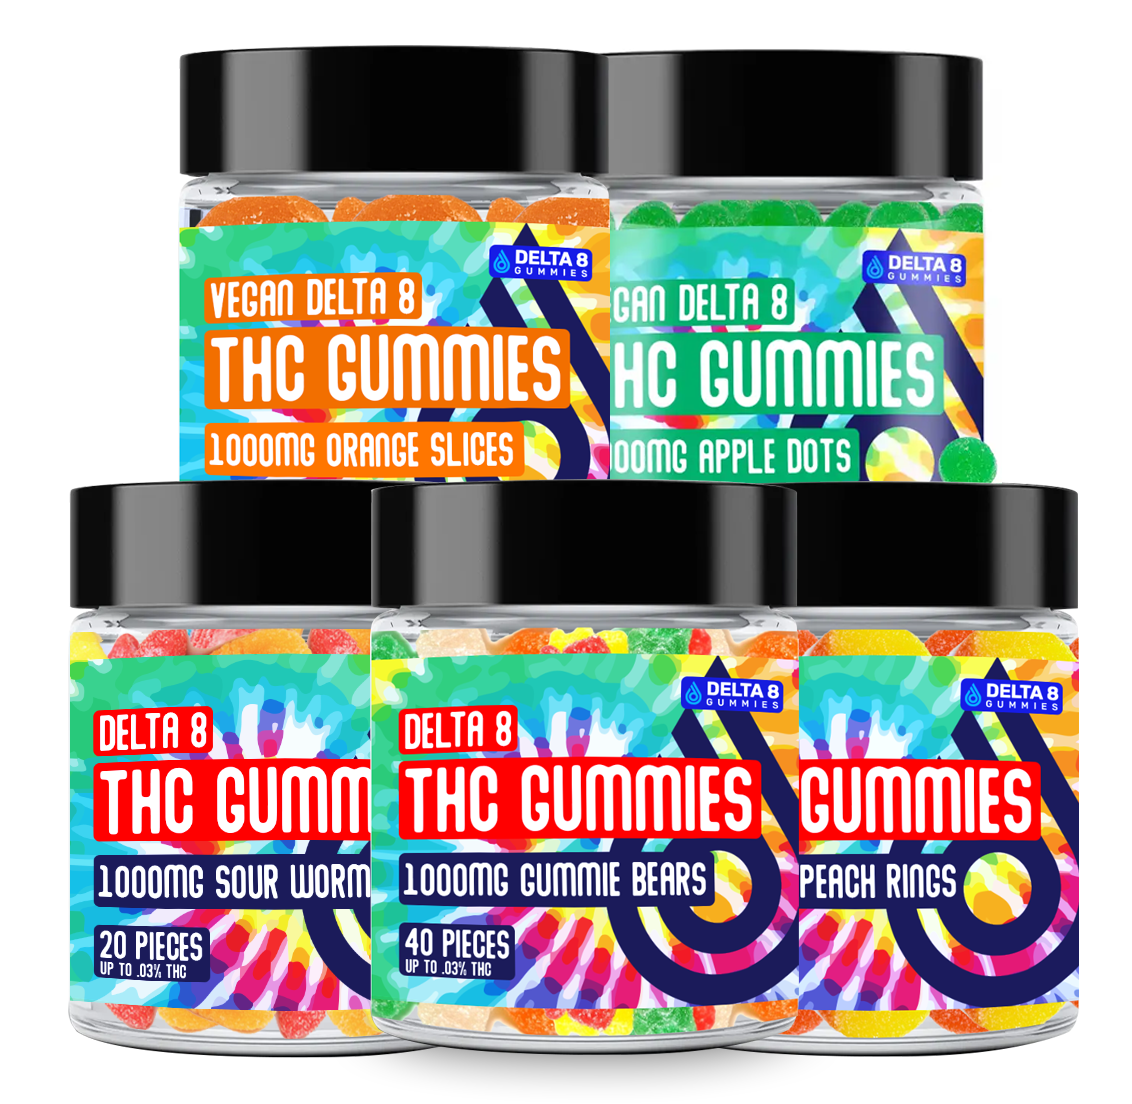 DELTA 8
GUMMIES
VEGAN DELTA 8
THC GUMMIES
1000MG ORANGE SLICES
DELTA 8
GUMMIES
GAN DELTA 8
HC GUMMIES
00MG APPLE DOTS
DELTA 8
THC GUMM
1000MG SOUR WORM
20 PIECES
UP TO .03% THC
DELTA 8
GUMMIES
DELTA 8
THC GUMMIES
1000MG GUMMIE BEARS
40 PIECES
UP TO .03% THC
DELTA 8
GUMMIES
GUMMIES
PEACH RINGS